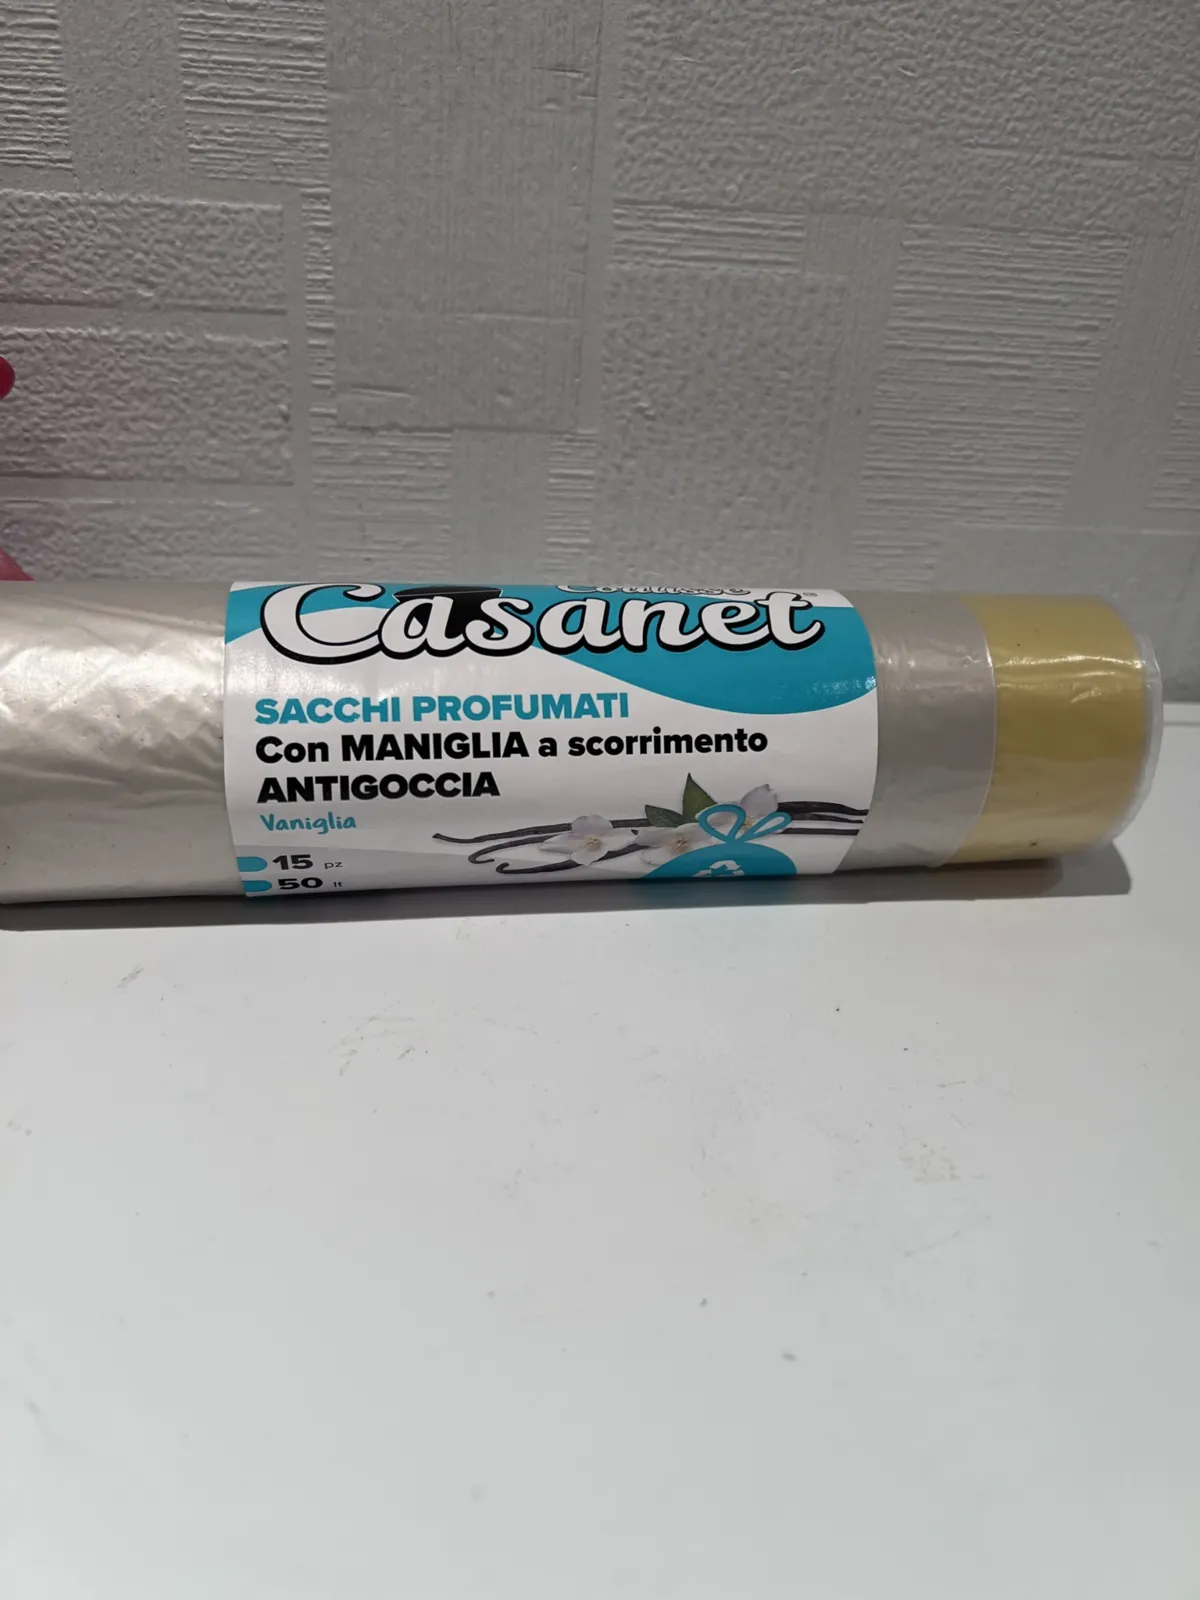 Casanet®
SACCHI PROFUMATI
Con MANIGLIA a scorrimento
ANTIGOCCIA
Vaniglia
15 pz
50 lt